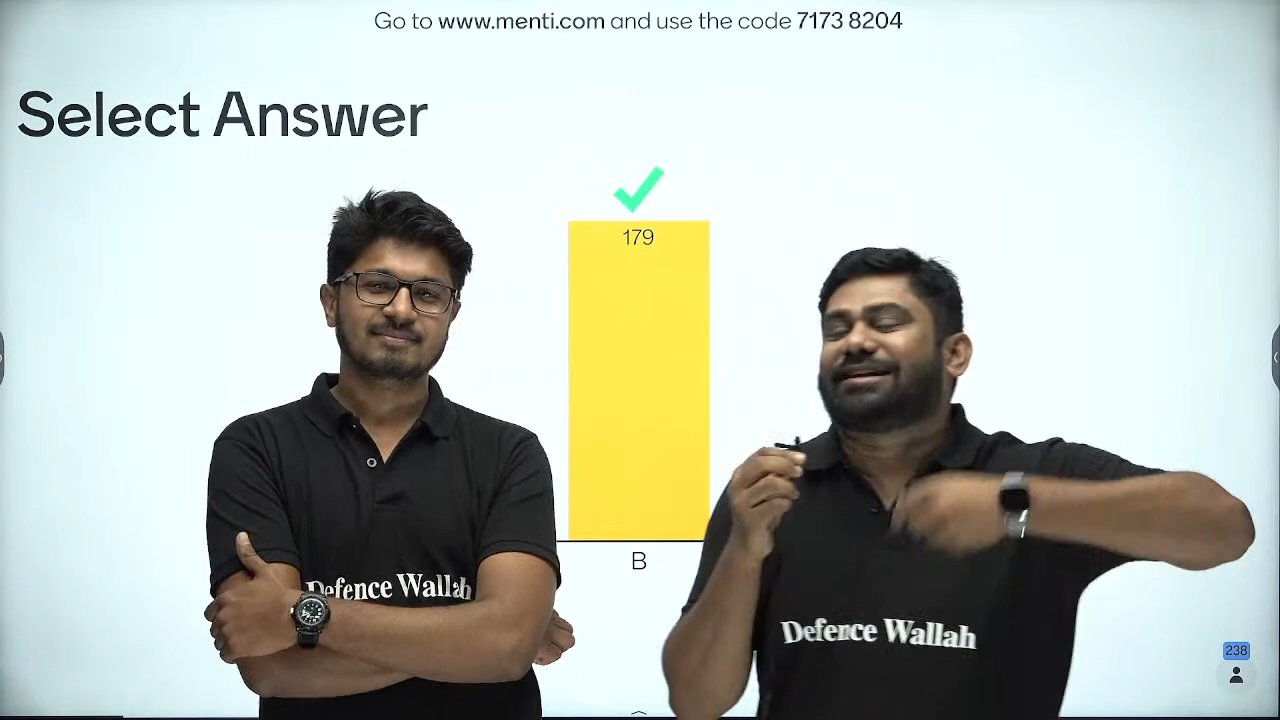 Go to www.menti.com and use the code 7173 8204
Select Answer
179
B
Defence Wallah
Defence Wallah
238